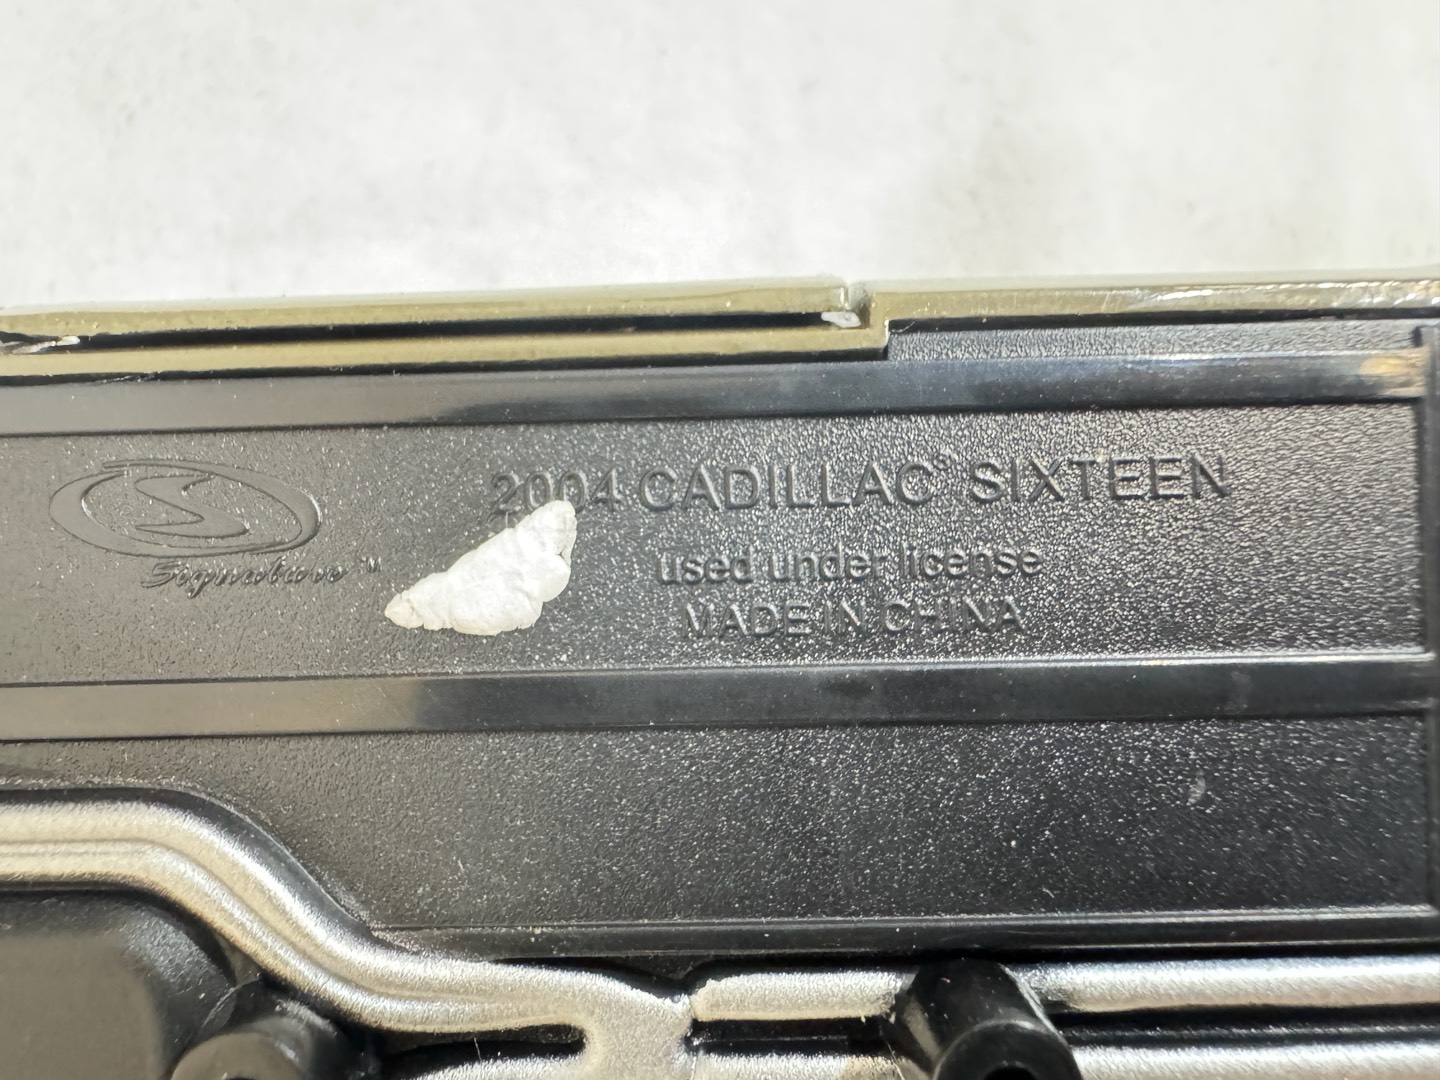 2004 CADILLAC® SIXTEEN
used under license
MADE IN CHINA
Signature™